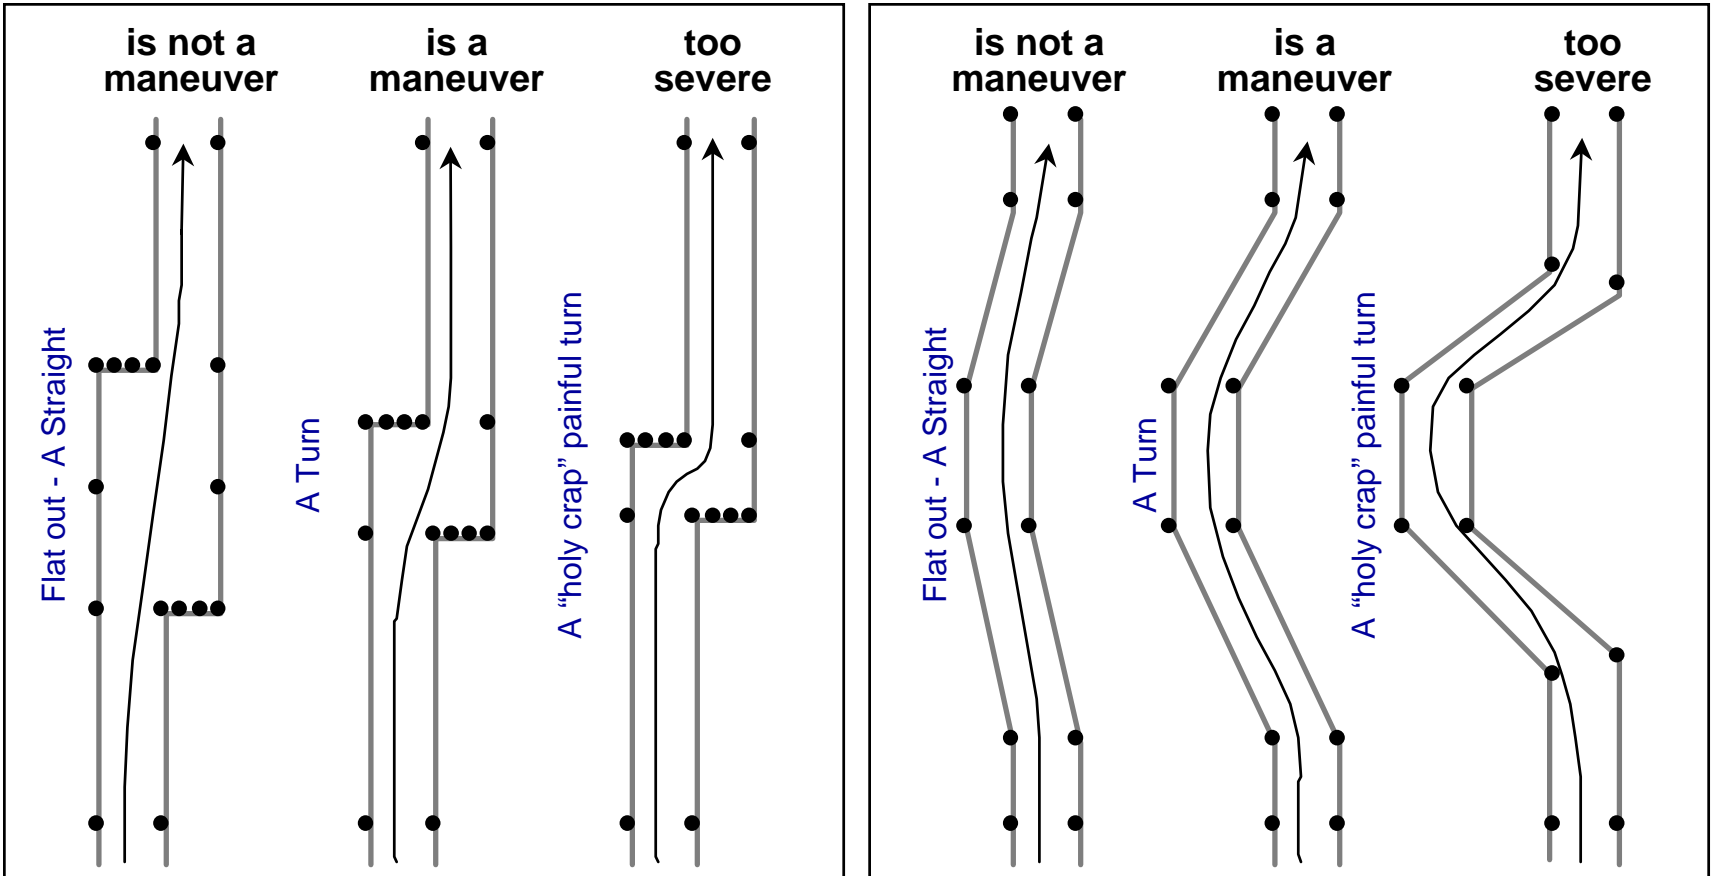 is not a
maneuver
is a
maneuver
too
severe
Flat out - A Straight
A Turn
A “holy crap” painful turn
is not a
maneuver
is a
maneuver
too
severe
Flat out - A Straight
A Turn
A “holy crap” painful turn